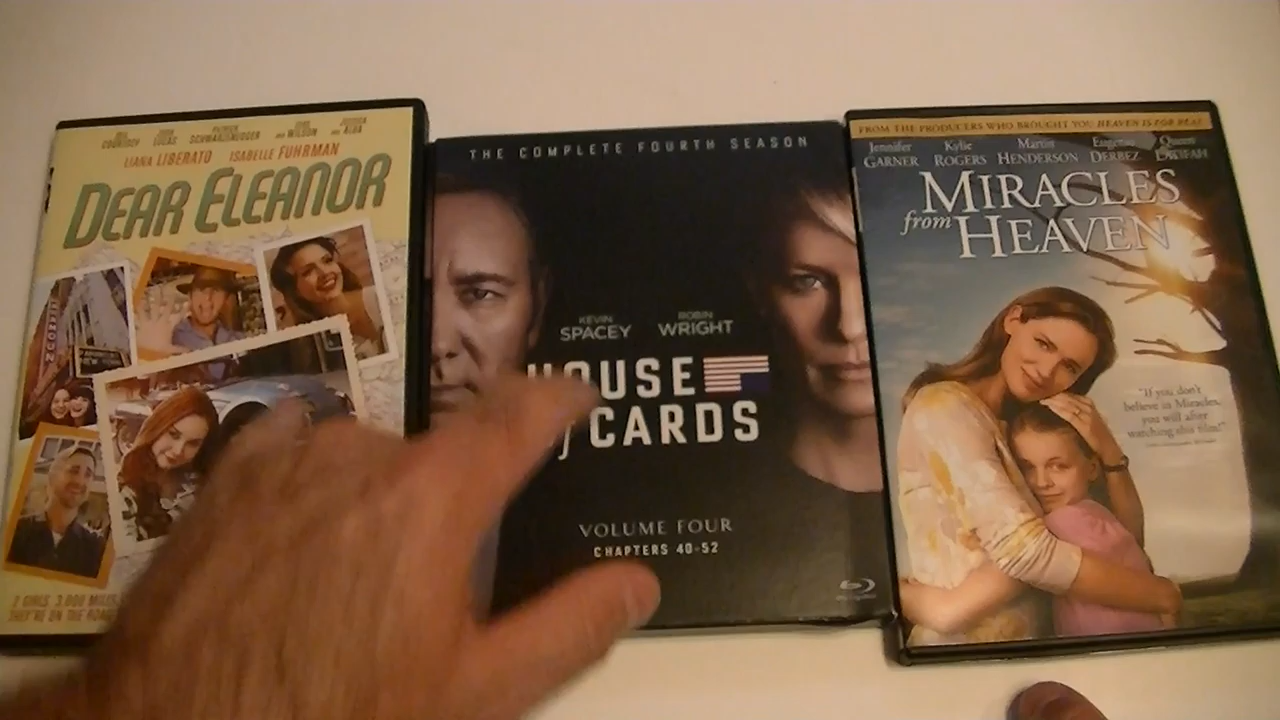 LIANA LIBERATO ISABELLE FUHRMAN
DEAR ELEANOR
THE COMPLETE FOURTH SEASON
KEVIN SPACEY ROBIN WRIGHT
OUSE
of CARDS
VOLUME FOUR
CHAPTERS 40-52
FROM THE PRODUCERS WHO BROUGHT YOU HEAVEN IS FOR REAL
Jennifer GARNER Kylie ROGERS Martin HENDERSON Eugenio DERBEZ Queen LATIFAH
MIRACLES
from HEAVEN
"If you don't
believe in Miracles,
you will after
watching this film!"